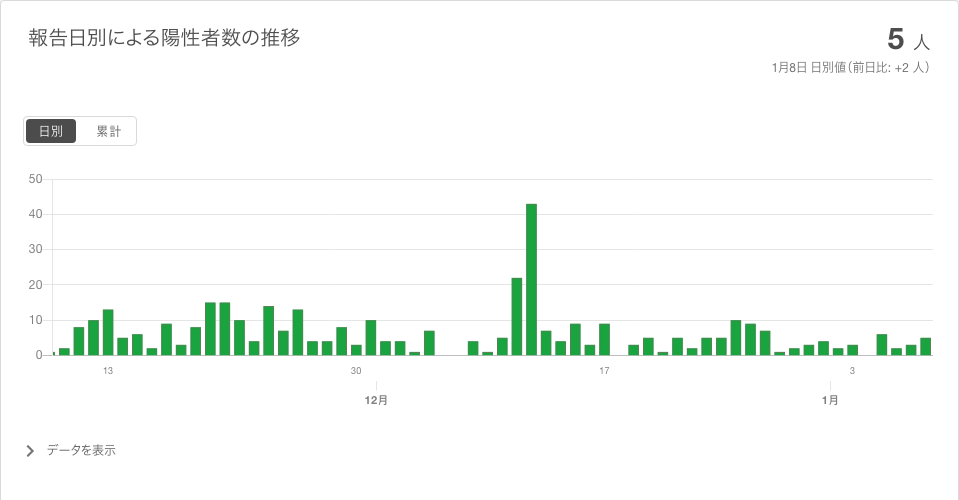 報告日別による陽性者数の推移
5 人
1月8日 日別値（前日比: +2 人）
日別 累計
50
40
30
20
10
0
13 30 17 3
12月 1月
データを表示